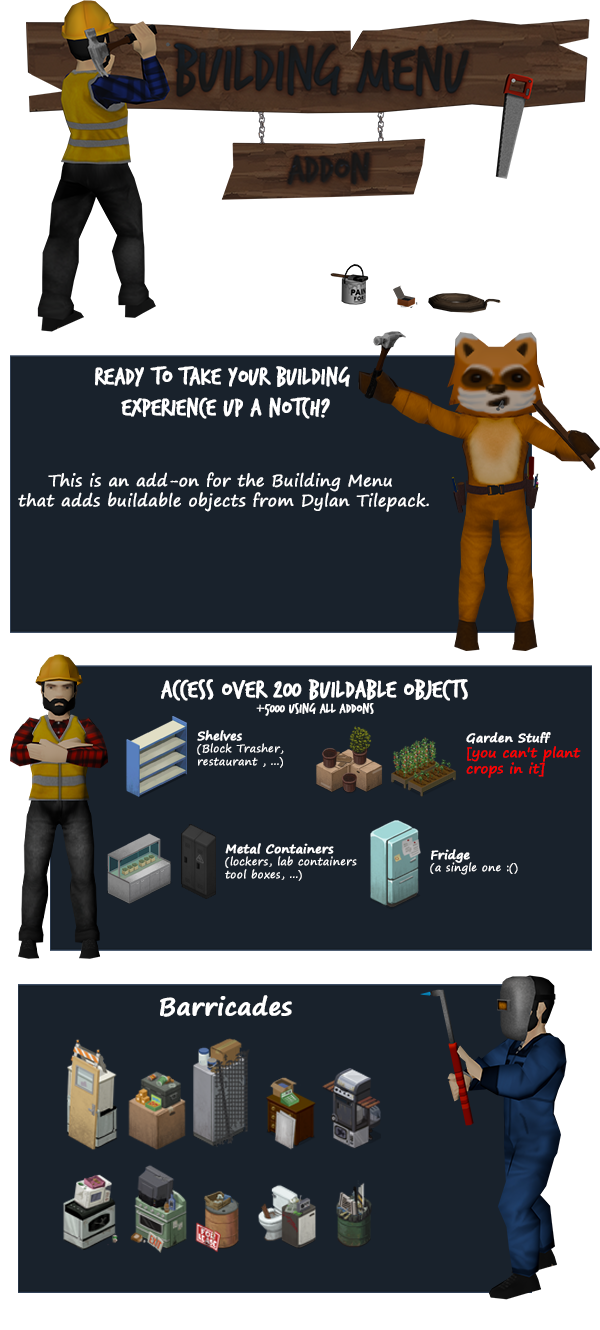 BUILDING MENU
ADDON
PAIN
FOR
READY TO TAKE YOUR BUILDING
EXPERIENCE UP A NOTCH?
This is an add-on for the Building Menu
that adds buildable objects from Dylan Tilepack.
ACCESS OVER 200 BUILDABLE OBJECTS
+5000 USING ALL ADDONS
Shelves
(Block Trasher,
restaurant , ...)
Garden Stuff
[you can't plant
crops in it]
Metal Containers
(lockers, lab containers
tool boxes, ...)
Fridge
(a single one :()
Barricades
EXIT